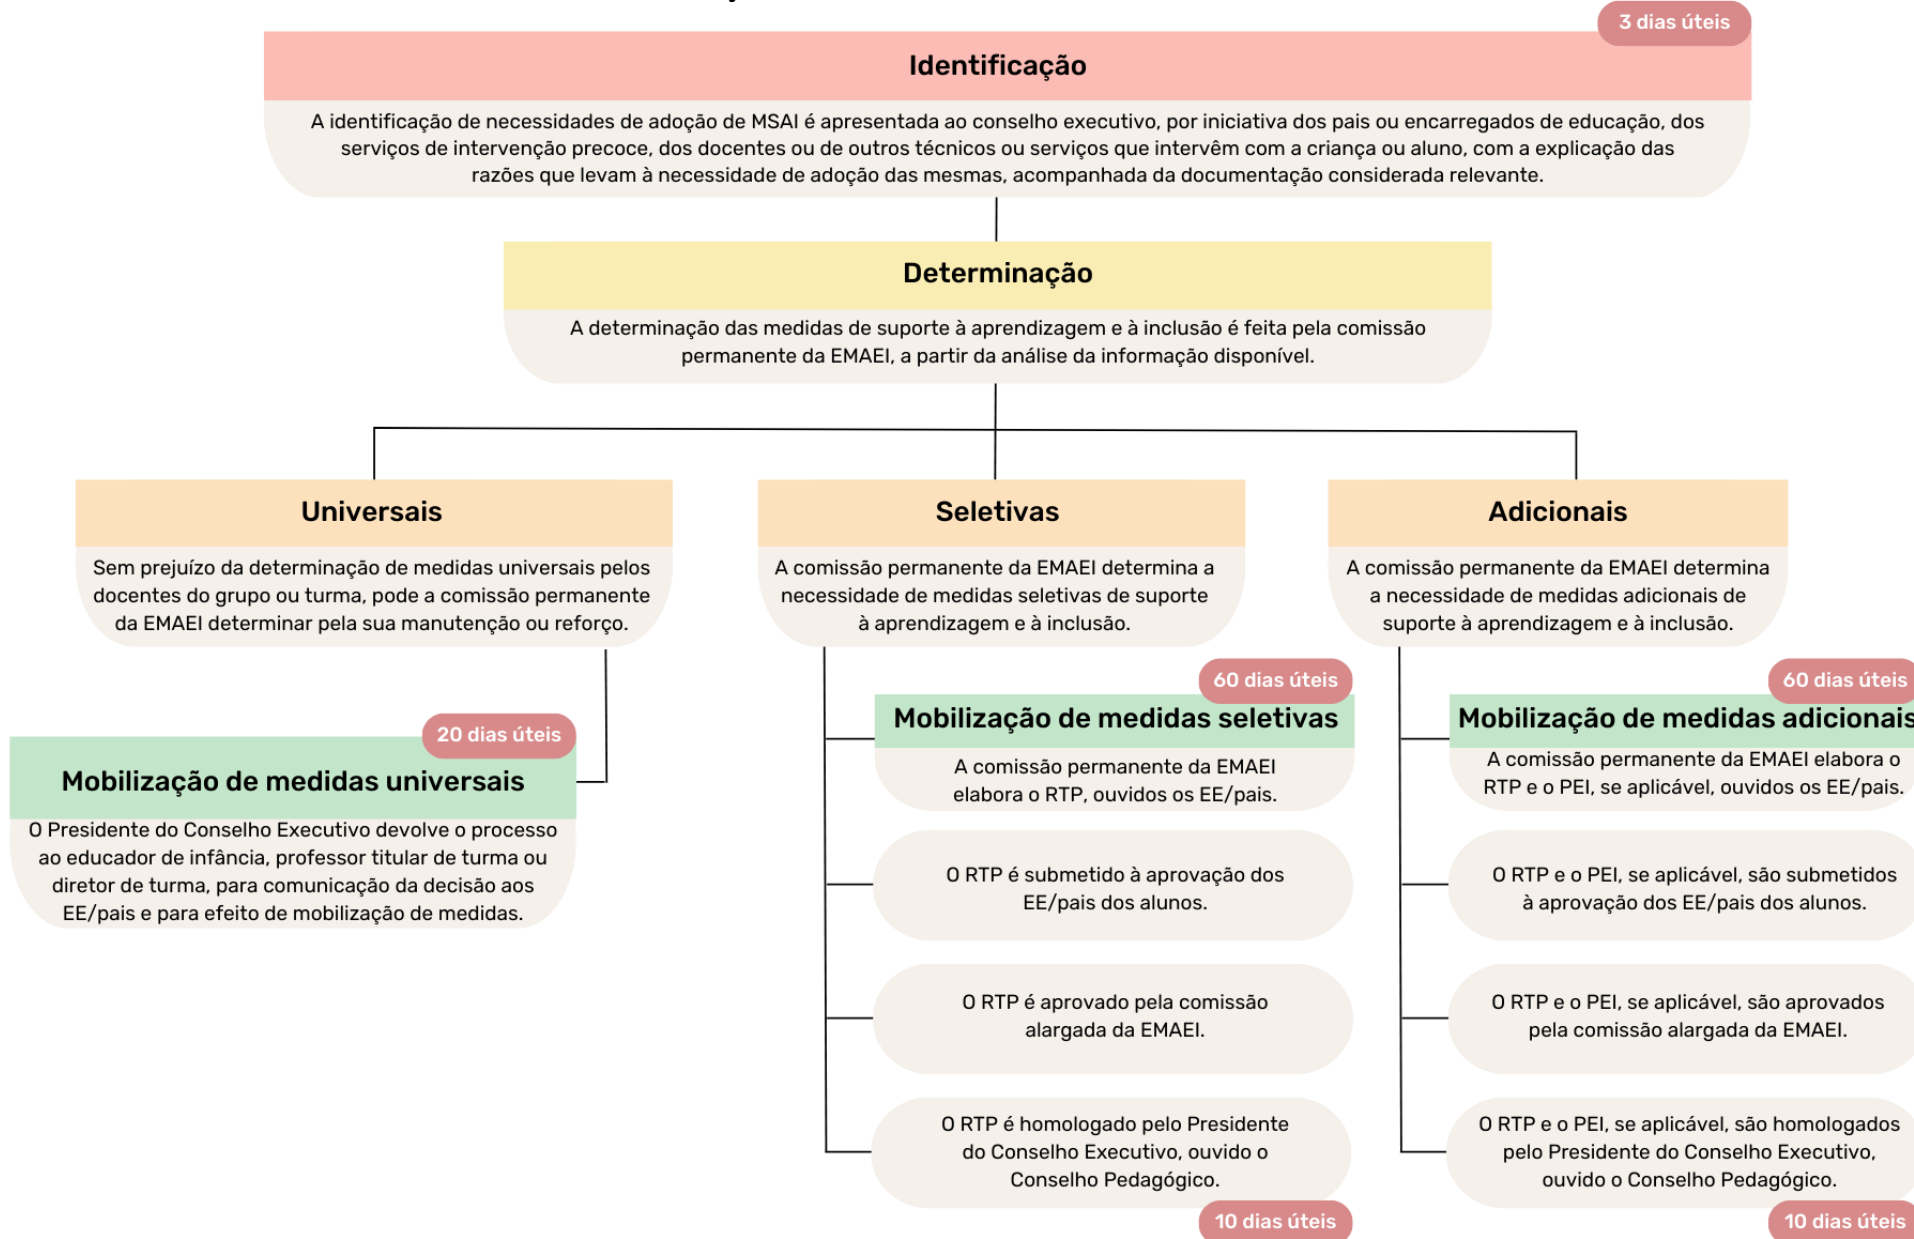 3 dias úteis
Identificação
A identificação de necessidades de adoção de MSAI é apresentada ao conselho executivo, por iniciativa dos pais ou encarregados de educação, dos
serviços de intervenção precoce, dos docentes ou de outros técnicos ou serviços que intervêm com a criança ou aluno, com a explicação das
razões que levam à necessidade de adoção das mesmas, acompanhada da documentação considerada relevante.
Determinação
A determinação das medidas de suporte à aprendizagem e à inclusão é feita pela comissão
permanente da EMAEI, a partir da análise da informação disponível.
Universais
Sem prejuízo da determinação de medidas universais pelos
docentes do grupo ou turma, pode a comissão permanente
da EMAEI determinar pela sua manutenção ou reforço.
20 dias úteis
Mobilização de medidas universais
O Presidente do Conselho Executivo devolve o processo
ao educador de infância, professor titular de turma ou
diretor de turma, para comunicação da decisão aos
EE/pais e para efeito de mobilização de medidas.
Seletivas
A comissão permanente da EMAEI determina a
necessidade de medidas seletivas de suporte
à aprendizagem e à inclusão.
60 dias úteis
Mobilização de medidas seletivas
A comissão permanente da EMAEI
elabora o RTP, ouvidos os EE/pais.
O RTP é submetido à aprovação dos
EE/pais dos alunos.
O RTP é aprovado pela comissão
alargada da EMAEI.
O RTP é homologado pelo Presidente
do Conselho Executivo, ouvido o
Conselho Pedagógico.
10 dias úteis
Adicionais
A comissão permanente da EMAEI determina
a necessidade de medidas adicionais de
suporte à aprendizagem e à inclusão.
60 dias úteis
Mobilização de medidas adicionais
A comissão permanente da EMAEI elabora o
RTP e o PEI, se aplicável, ouvidos os EE/pais.
O RTP e o PEI, se aplicável, são submetidos
à aprovação dos EE/pais dos alunos.
O RTP e o PEI, se aplicável, são aprovados
pela comissão alargada da EMAEI.
O RTP e o PEI, se aplicável, são homologados
pelo Presidente do Conselho Executivo,
ouvido o Conselho Pedagógico.
10 dias úteis